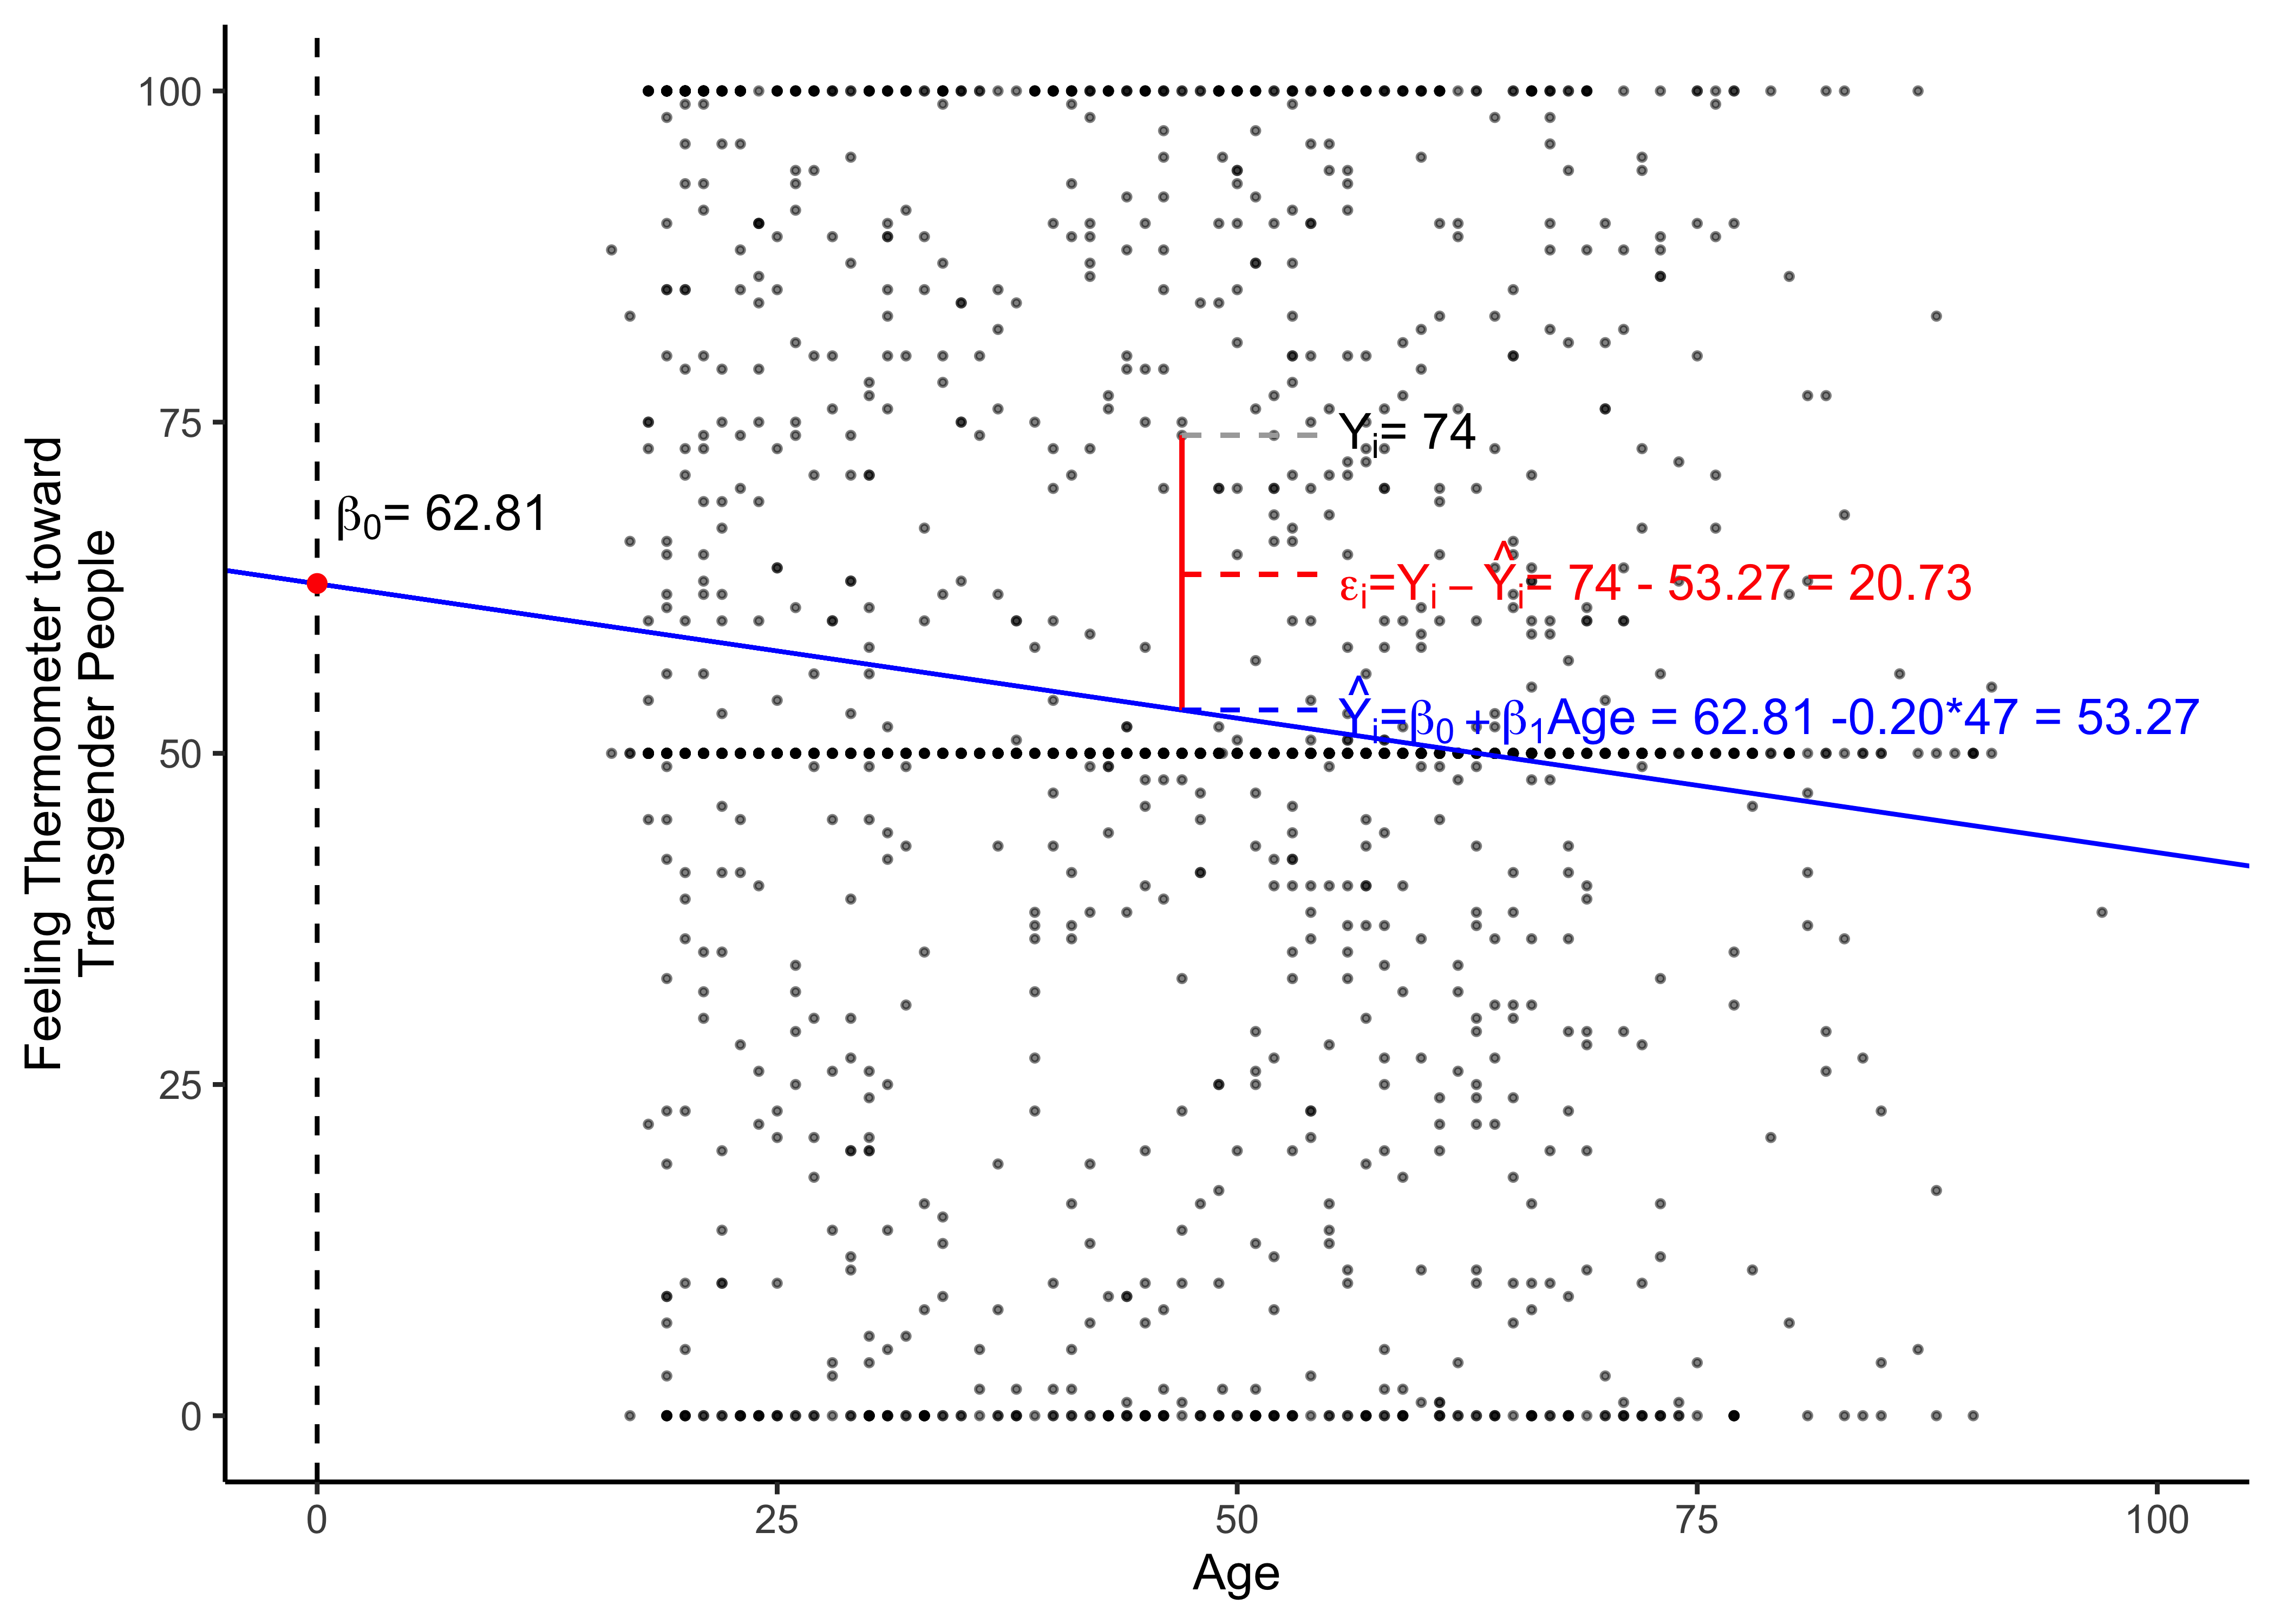 Feeling Thermometer toward
Transgender People
100
75
50
25
0
β0= 62.81
Yi= 74
εi=Yi – Ŷi= 74 - 53.27 = 20.73
Ŷi=β0 + β1Age = 62.81 -0.20*47 = 53.27
0
25
50
75
100
Age